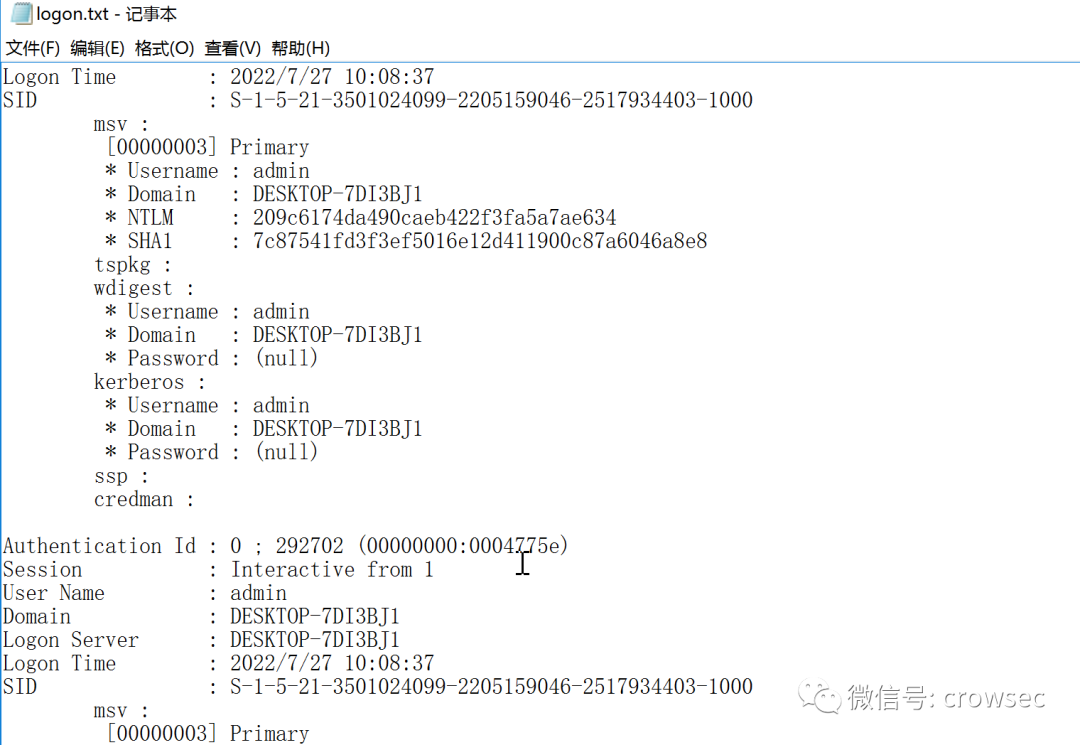 logon.txt - 记事本
文件(F) 编辑(E) 格式(O) 查看(V) 帮助(H)
Logon Time : 2022/7/27 10:08:37
SID : S-1-5-21-3501024099-2205159046-2517934403-1000
msv :
[00000003] Primary
* Username : admin
* Domain : DESKTOP-7DI3BJ1
* NTLM : 209c6174da490caeb422f3fa5a7ae634
* SHA1 : 7c87541fd3f3ef5016e12d411900c87a6046a8e8
tspkg :
wdigest :
* Username : admin
* Domain : DESKTOP-7DI3BJ1
* Password : (null)
kerberos :
* Username : admin
* Domain : DESKTOP-7DI3BJ1
* Password : (null)
ssp :
credman :
Authentication Id : 0 ; 292702 (00000000:0004775e)
Session : Interactive from 1
User Name : admin
Domain : DESKTOP-7DI3BJ1
Logon Server : DESKTOP-7DI3BJ1
Logon Time : 2022/7/27 10:08:37
SID : S-1-5-21-3501024099-2205159046-2517934403-1000
msv :
[00000003] Primary
微信号: crowsec